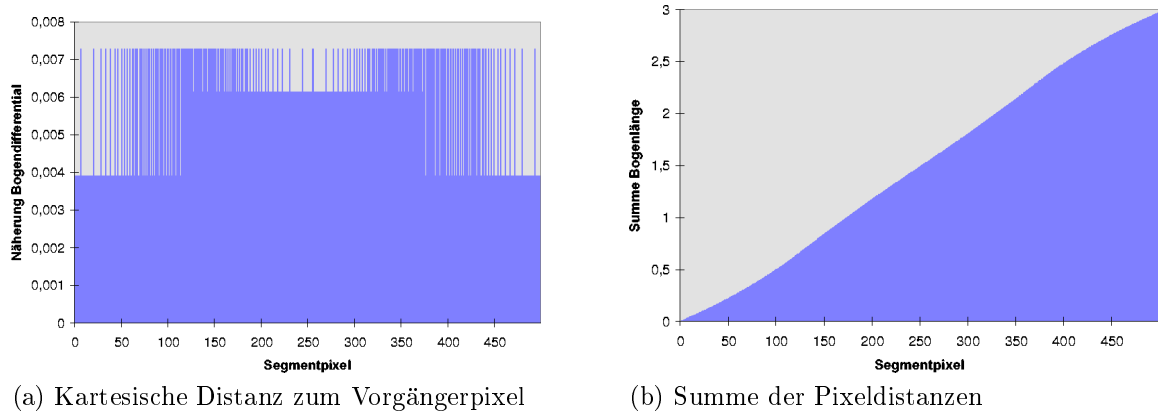 0,008
0,007
0,006
0,005
0,004
0,003
0,002
0,001
0
Näherung Bogendifferential
0 50 100 150 200 250 300 350 400 450
Segmentpixel
(a) Kartesische Distanz zum Vorgängerpixel
3
2,5
2
1,5
1
0,5
0
Summe Bogenlänge
0 50 100 150 200 250 300 350 400 450
Segmentpixel
(b) Summe der Pixeldistanzen